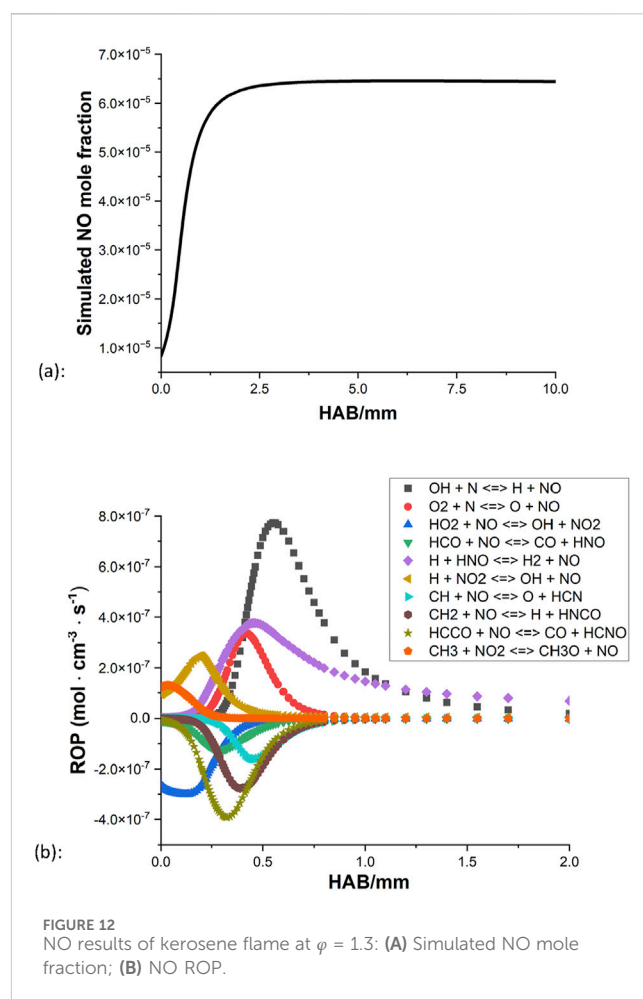 7.0×10⁻⁵
6.0×10⁻⁵
5.0×10⁻⁵
4.0×10⁻⁵
3.0×10⁻⁵
2.0×10⁻⁵
1.0×10⁻⁵
Simulated NO mole fraction
0.0 2.5 5.0 7.5 10.0
HAB/mm
(a):
OH + N <=> H + NO
O2 + N <=> O + NO
HO2 + NO <=> OH + NO2
HCO + NO <=> CO + HNO
H + HNO <=> H2 + NO
H + NO2 <=> OH + NO
CH + NO <=> O + HCN
CH2 + NO <=> H + HNCO
HCCO + NO <=> CO + HCNO
CH3 + NO2 <=> CH3O + NO
8.0×10⁻⁷
6.0×10⁻⁷
4.0×10⁻⁷
2.0×10⁻⁷
0.0
-2.0×10⁻⁷
-4.0×10⁻⁷
ROP (mol · cm⁻³ · s⁻¹)
0.0 0.5 1.0 1.5 2.0
HAB/mm
(b):
FIGURE 12
NO results of kerosene flame at φ = 1.3: (A) Simulated NO mole
fraction; (B) NO ROP.